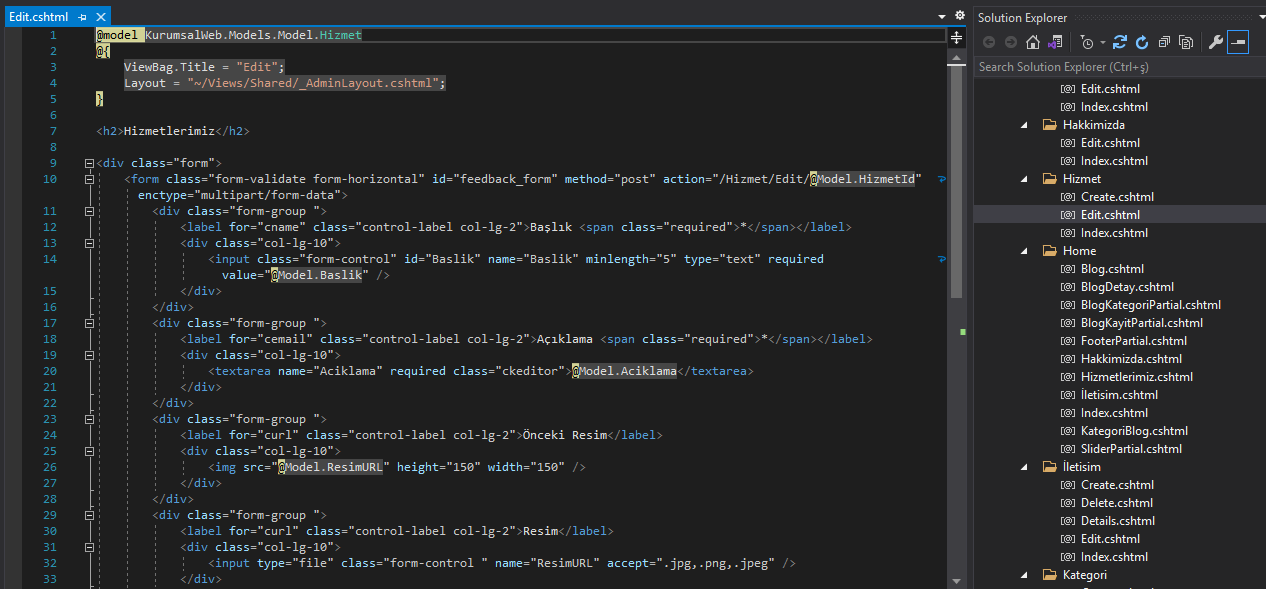 Edit.cshtml
1 @model KurumsalWeb.Models.Model.Hizmet
2 @{
3 ViewBag.Title = "Edit";
4 Layout = "~/Views/Shared/_AdminLayout.cshtml";
5 }
6
7 <h2>Hizmetlerimiz</h2>
8
9 <div class="form">
10 <form class="form-validate form-horizontal" id="feedback_form" method="post" action="/Hizmet/Edit/@Model.HizmetId"
enctype="multipart/form-data">
11 <div class="form-group ">
12 <label for="cname" class="control-label col-lg-2">Başlık <span class="required">*</span></label>
13 <div class="col-lg-10">
14 <input class="form-control" id="Baslik" name="Baslik" minlength="5" type="text" required
value="@Model.Baslik" />
15 </div>
16 </div>
17 <div class="form-group ">
18 <label for="cemail" class="control-label col-lg-2">Açıklama <span class="required">*</span></label>
19 <div class="col-lg-10">
20 <textarea name="Aciklama" required class="ckeditor">@Model.Aciklama</textarea>
21 </div>
22 </div>
23 <div class="form-group ">
24 <label for="curl" class="control-label col-lg-2">Önceki Resim</label>
25 <div class="col-lg-10">
26 <img src="@Model.ResimURL" height="150" width="150" />
27 </div>
28 </div>
29 <div class="form-group ">
30 <label for="curl" class="control-label col-lg-2">Resim</label>
31 <div class="col-lg-10">
32 <input type="file" class="form-control " name="ResimURL" accept=".jpg,.png,.jpeg" />
33 </div>
Solution Explorer
Search Solution Explorer (Ctrl+ş)
Edit.cshtml
Index.cshtml
Hakkimizda
Edit.cshtml
Index.cshtml
Hizmet
Create.cshtml
Edit.cshtml
Index.cshtml
Home
Blog.cshtml
BlogDetay.cshtml
BlogKategoriPartial.cshtml
BlogKayitPartial.cshtml
FooterPartial.cshtml
Hakkimizda.cshtml
Hizmetlerimiz.cshtml
İletisim.cshtml
Index.cshtml
KategoriBlog.cshtml
SliderPartial.cshtml
İletisim
Create.cshtml
Delete.cshtml
Details.cshtml
Edit.cshtml
Index.cshtml
Kategori